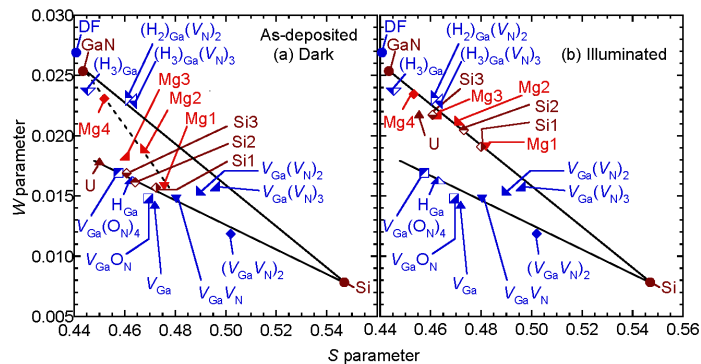 0.030
0.025
0.020
0.015
0.010
0.005
W parameter
As-deposited
(a) Dark
DF
GaN
(H3)Ga
(H2)Ga(VN)2
(H3)Ga(VN)3
Mg3
Mg2
Mg4
Mg1
Si3
Si2
Si1
U
HGa
VGa(ON)4
VGaON
VGa
VGaVN
(VGaVN)2
VGa(VN)2
VGa(VN)3
Si
0.44 0.46 0.48 0.50 0.52 0.54
(b) Illuminated
DF
GaN
(H3)Ga
(H2)Ga(VN)2
(H3)Ga(VN)3
Si3
Mg3
Mg2
Si2
Si1
Mg4
Mg1
U
VGa(VN)2
VGa(VN)3
HGa
VGa(ON)4
VGaON
VGa
VGaVN
(VGaVN)2
Si
0.44 0.46 0.48 0.50 0.52 0.54 0.56
S parameter